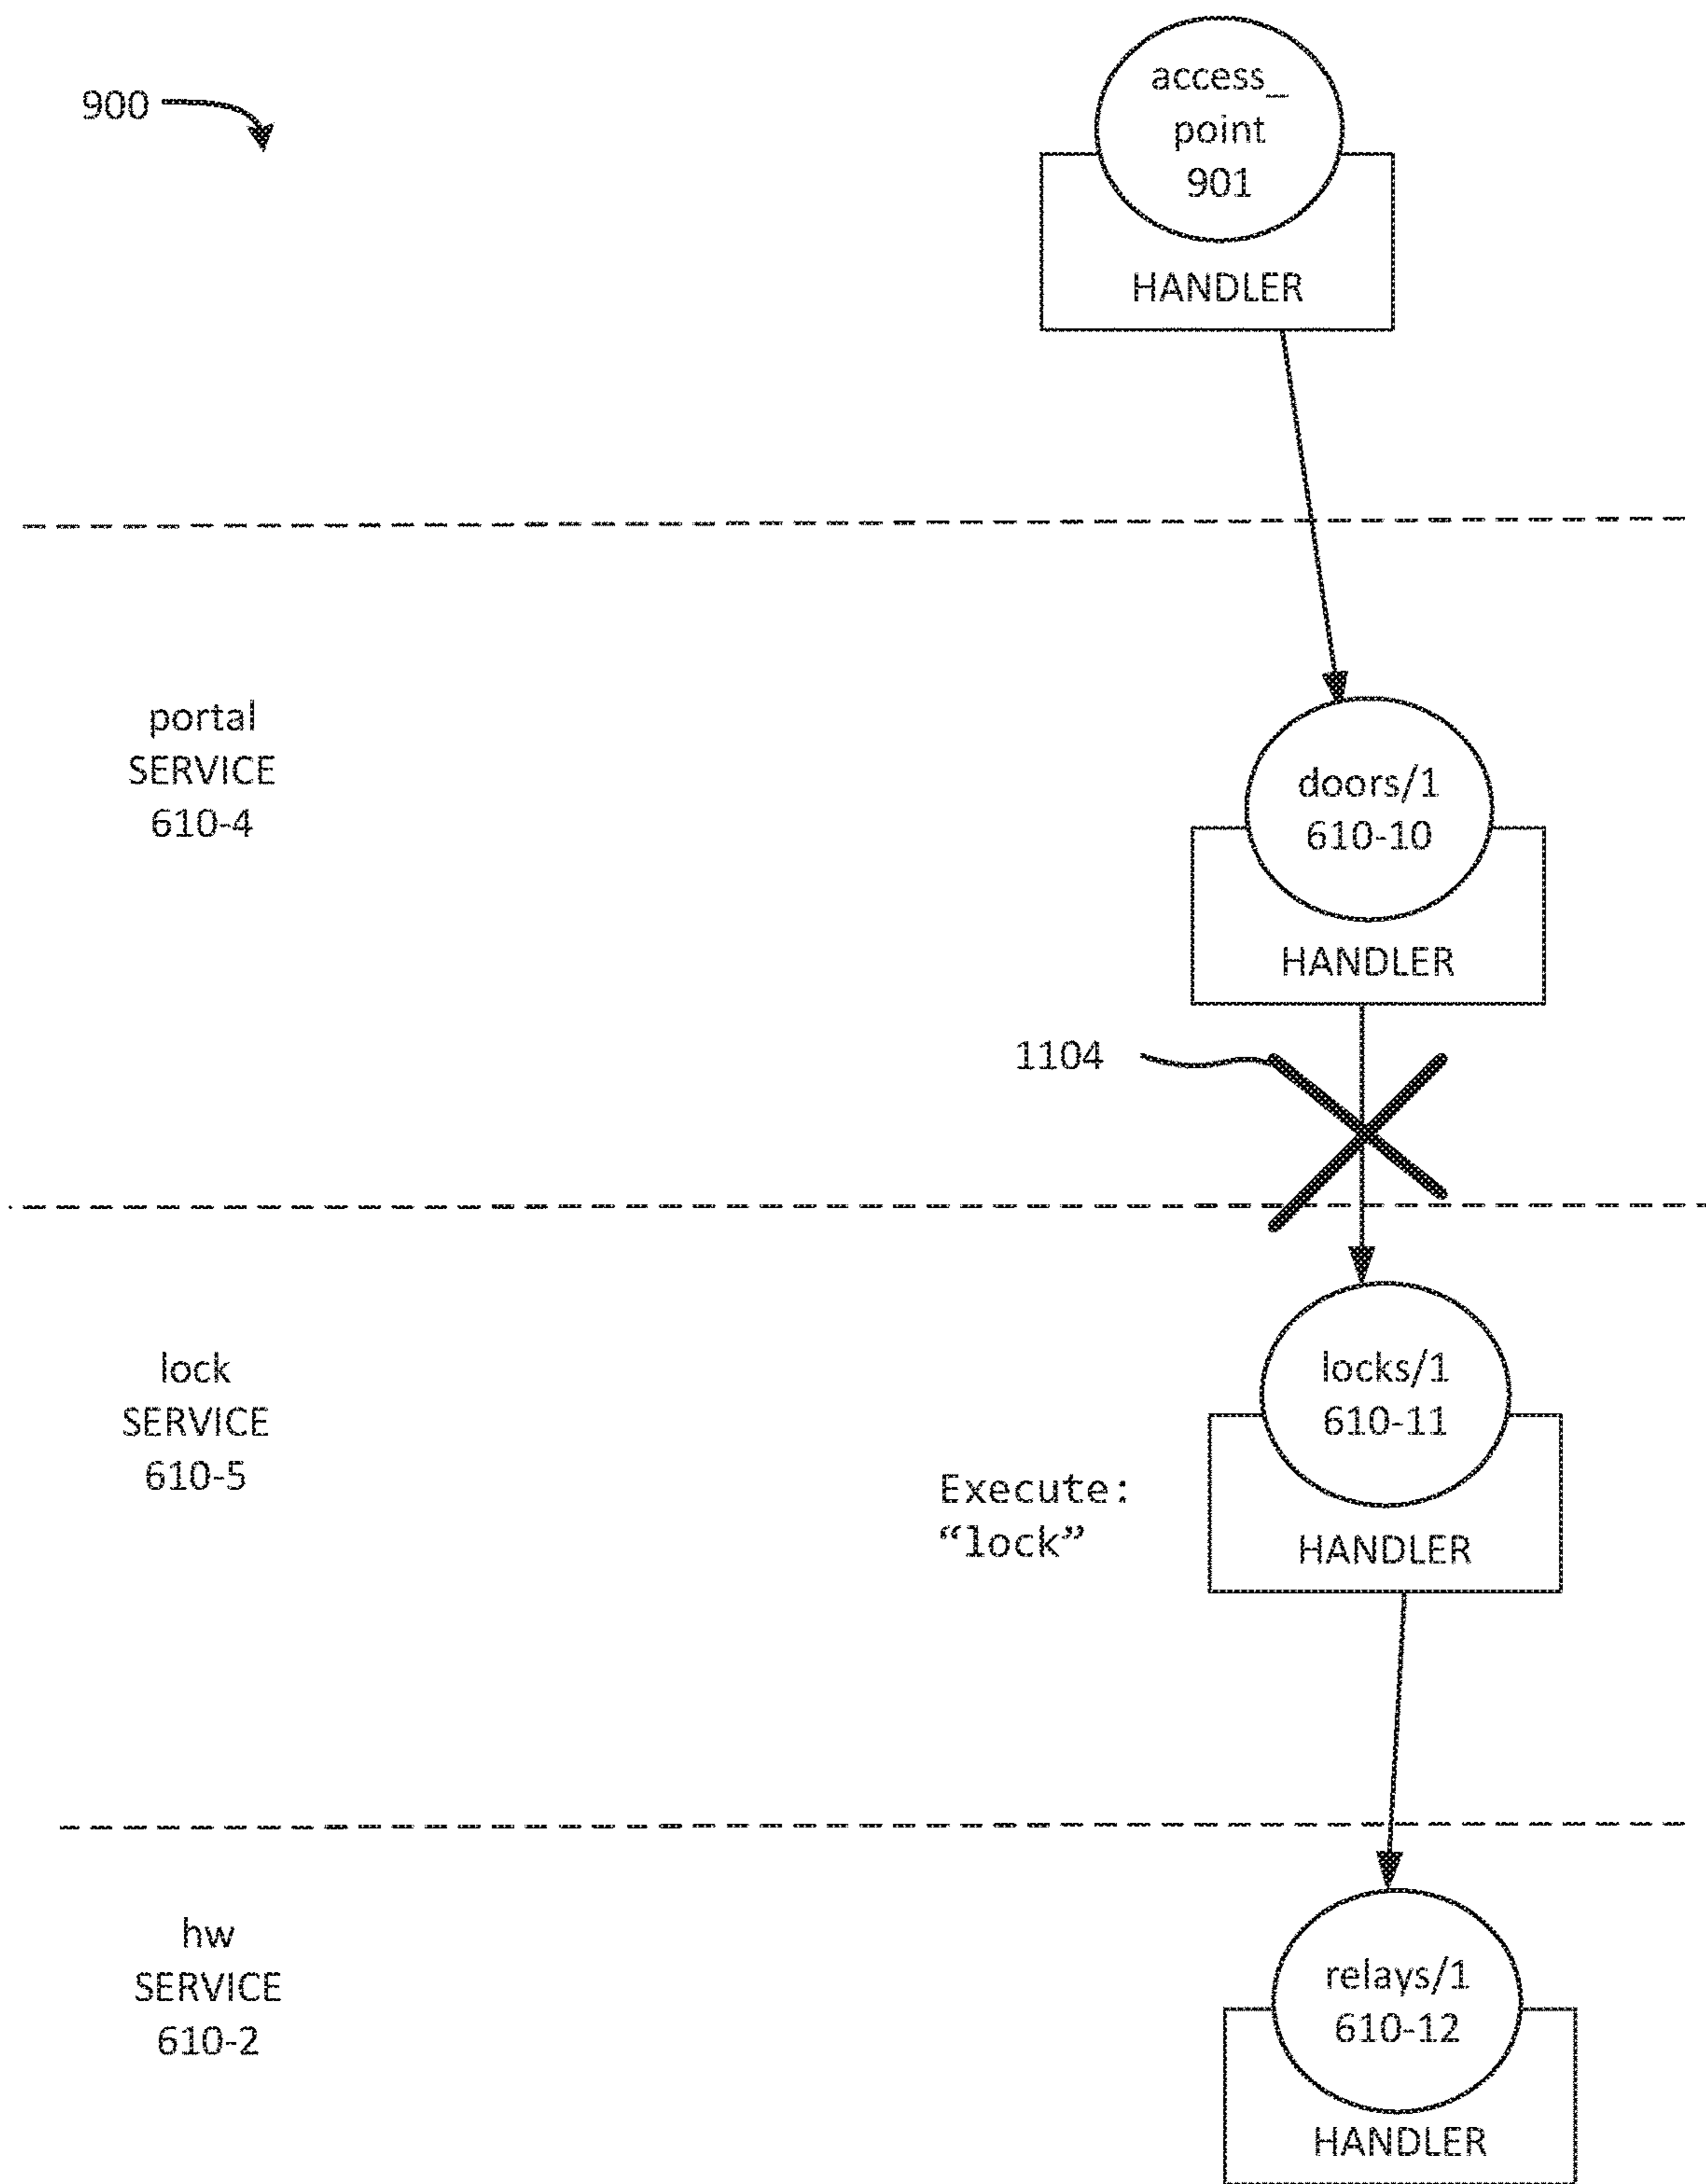 access_
point
901
900
HANDLER
portal
SERVICE
610-4
doors/1
610-10
HANDLER
1104
lock
SERVICE
610-5
locks/1
610-11
Execute:
“lock”
HANDLER
hw
SERVICE
610-2
relays/1
610-12
HANDLER